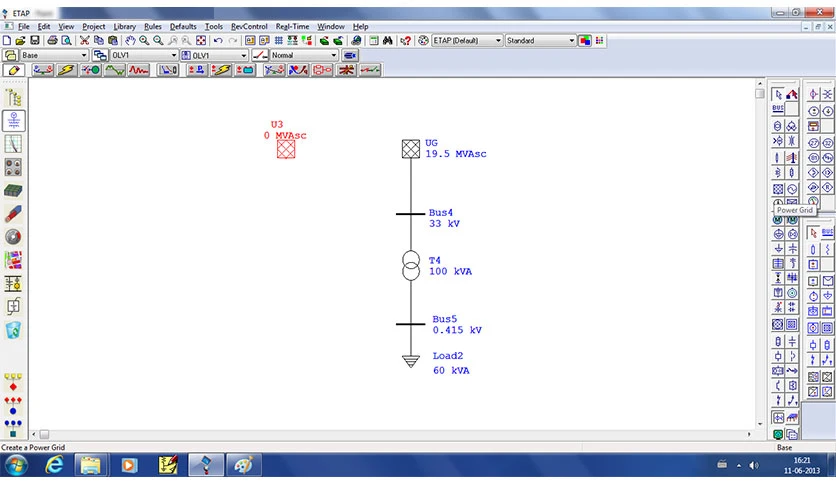 ETAP
File Edit View Project Library Rules Defaults Tools RevControl Real-Time Window Help
ETAP (Default) Standard
Base OLV1 OLV1 Normal
U3
0 MVAsc
UG
19.5 MVAsc
Bus4
33 kV
T4
100 kVA
Bus5
0.415 kV
Load2
60 kVA
BUS
Power Grid
BUS
Create a Power Grid
Base
16:21
11-06-2013